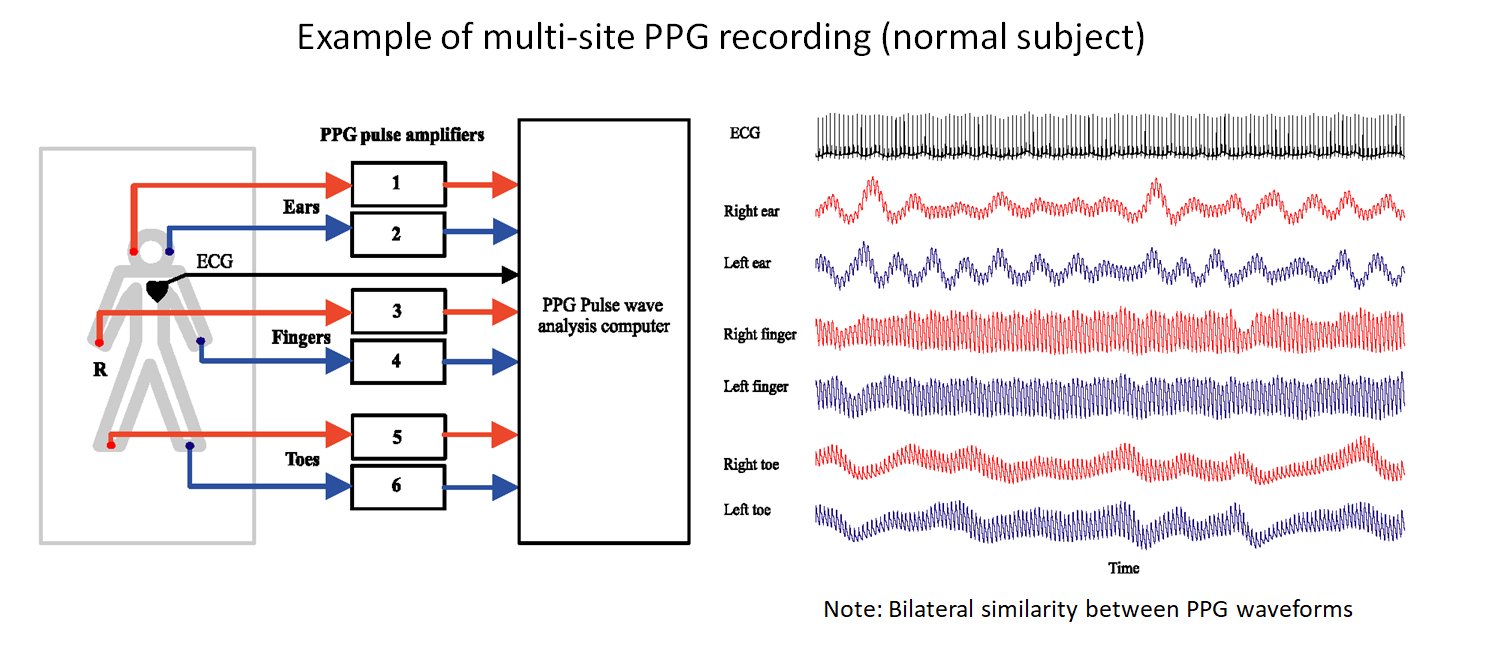 Example of multi-site PPG recording (normal subject)
PPG pulse amplifiers
1
Ears
2
ECG
3
Fingers
4
R
5
Toes
6
PPG Pulse wave
analysis computer
ECG
Right ear
Left ear
Right finger
Left finger
Right toe
Left toe
Time
Note: Bilateral similarity between PPG waveforms